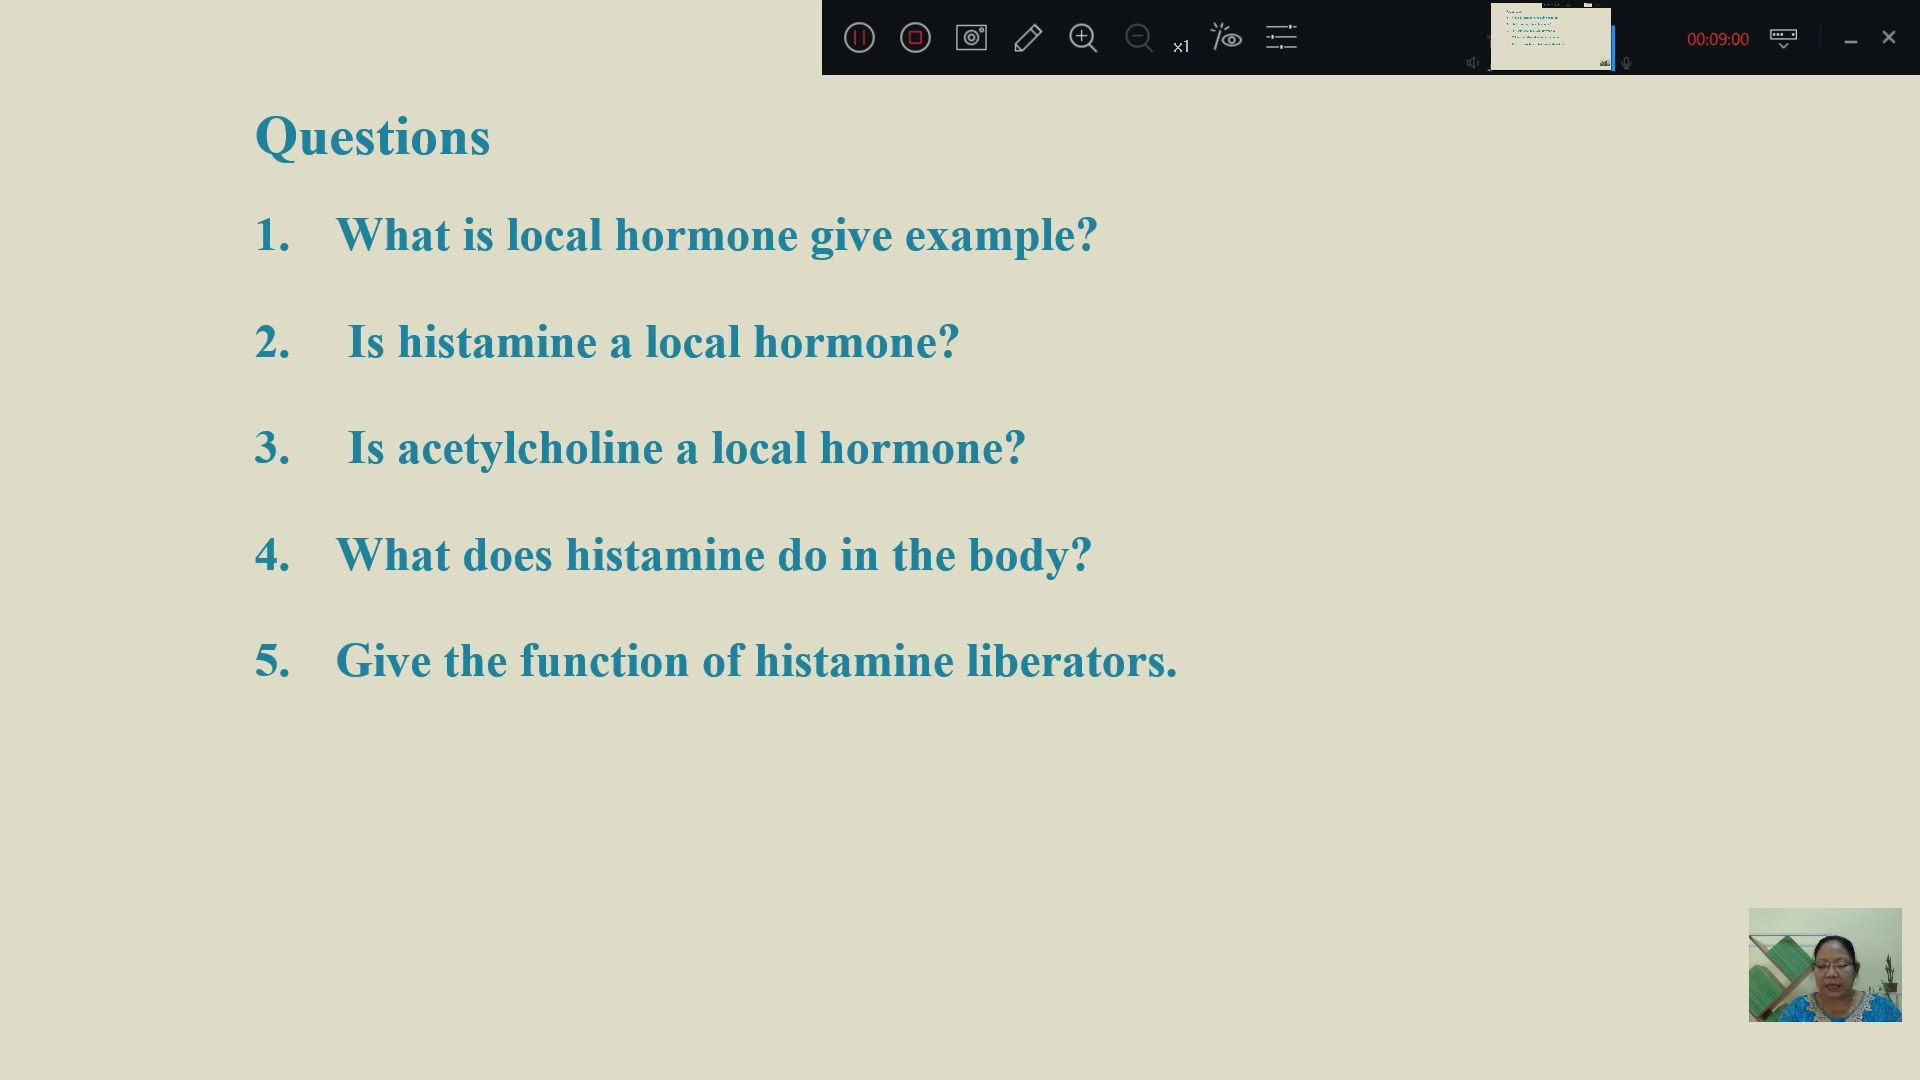 x1
00:09:00
Questions
1. What is local hormone give example?
2. Is histamine a local hormone?
3. Is acetylcholine a local hormone?
4. What does histamine do in the body?
5. Give the function of histamine liberators.